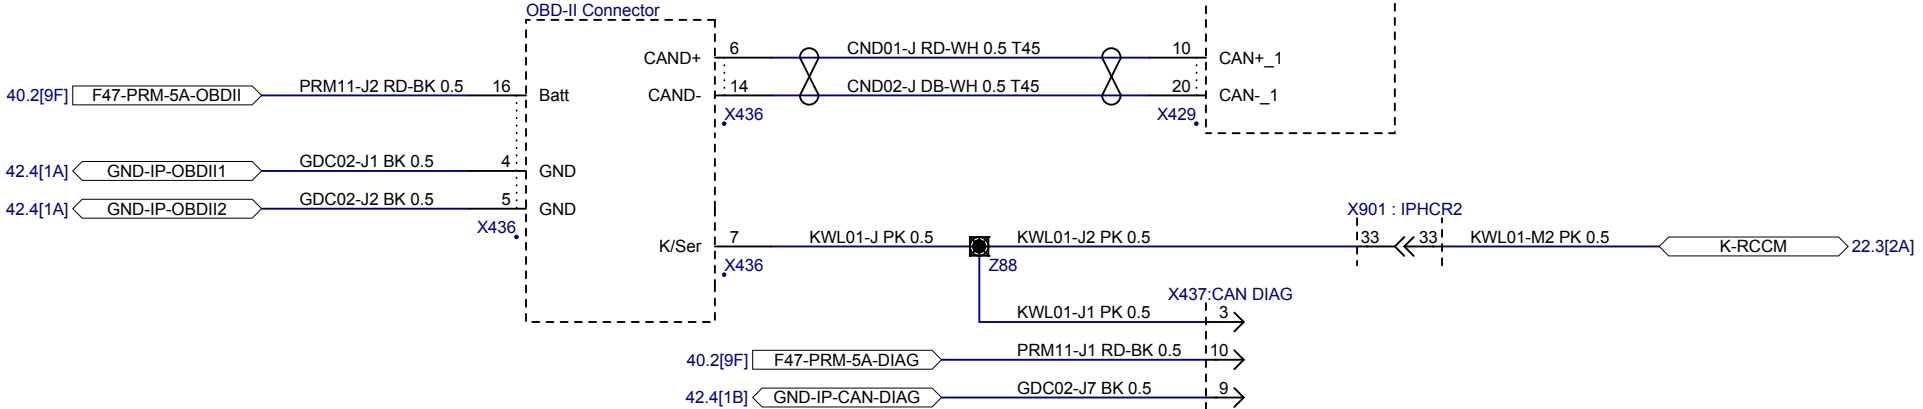 OBD-II Connector
CAND+ 6 CND01-J RD-WH 0.5 T45 10 CAN+_1
40.2[9F] F47-PRM-5A-OBDII PRM11-J2 RD-BK 0.5 16 Batt CAND- 14 CND02-J DB-WH 0.5 T45 20 CAN-_1
X436 X429
42.4[1A] GND-IP-OBDII1 GDC02-J1 BK 0.5 4 GND
42.4[1A] GND-IP-OBDII2 GDC02-J2 BK 0.5 5 GND X901 : IPHCR2
X436
K/Ser 7 KWL01-J PK 0.5 KWL01-J2 PK 0.5 33 33 KWL01-M2 PK 0.5 K-RCCM 22.3[2A]
X436 Z88
X437:CAN DIAG
KWL01-J1 PK 0.5 3
40.2[9F] F47-PRM-5A-DIAG PRM11-J1 RD-BK 0.5 10
42.4[1B] GND-IP-CAN-DIAG GDC02-J7 BK 0.5 9